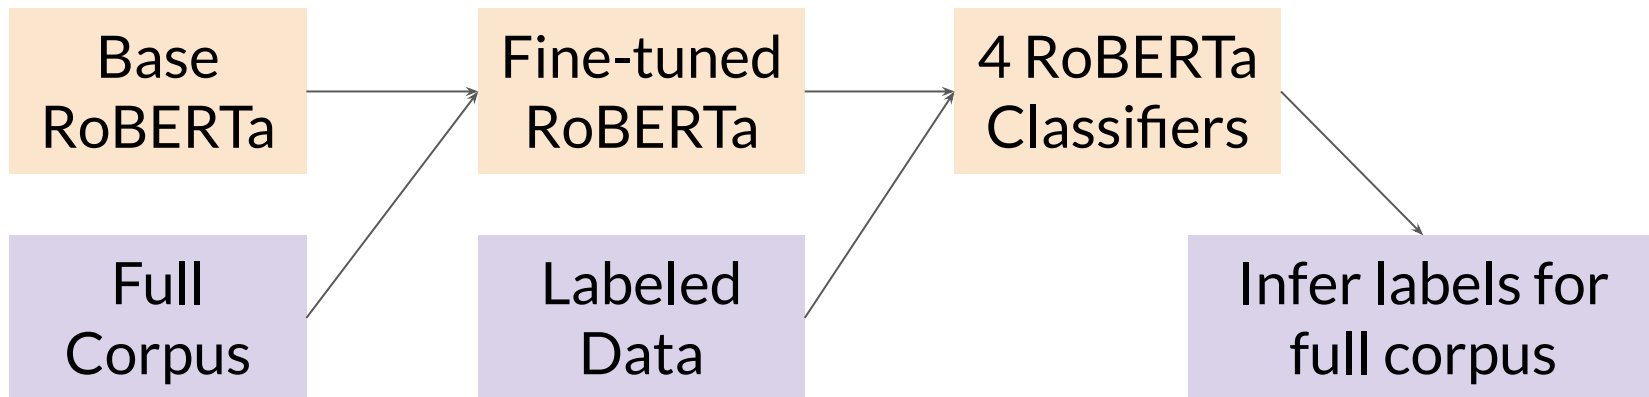 Base
RoBERTa
Fine-tuned
RoBERTa
4 RoBERTa
Classifiers
Full
Corpus
Labeled
Data
Infer labels for
full corpus